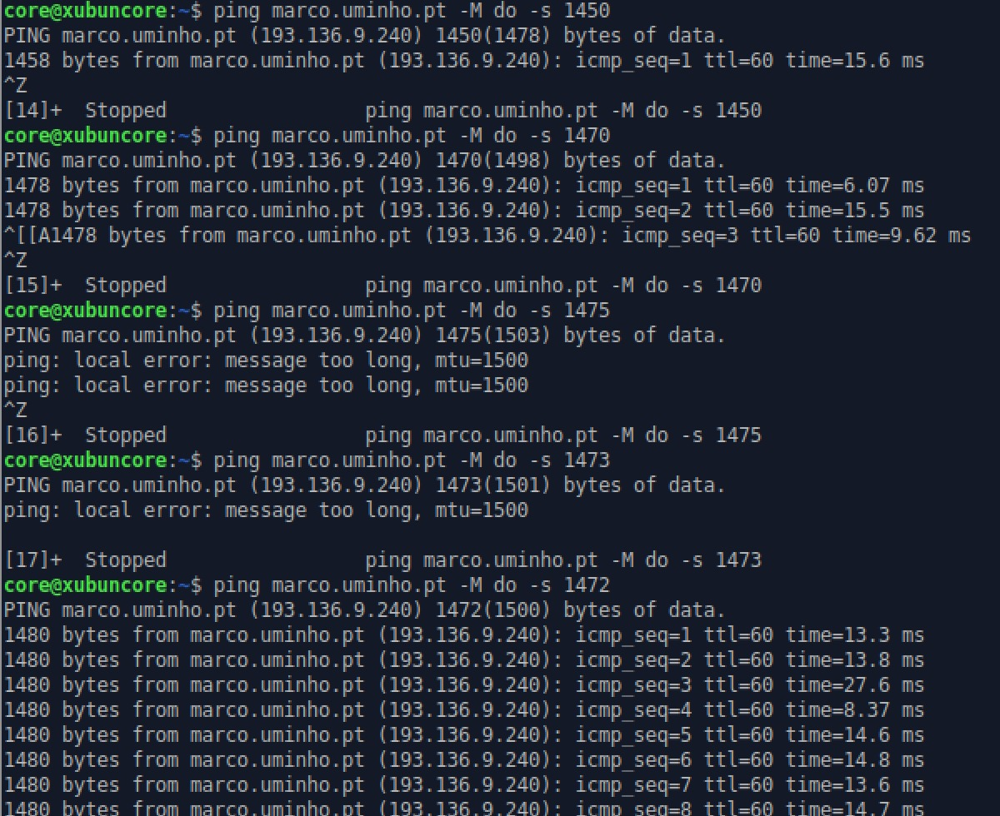 core@xubuncore:~$ ping marco.uminho.pt -M do -s 1450
PING marco.uminho.pt (193.136.9.240) 1450(1478) bytes of data.
1458 bytes from marco.uminho.pt (193.136.9.240): icmp_seq=1 ttl=60 time=15.6 ms
^Z
[14]+  Stopped                 ping marco.uminho.pt -M do -s 1450
core@xubuncore:~$ ping marco.uminho.pt -M do -s 1470
PING marco.uminho.pt (193.136.9.240) 1470(1498) bytes of data.
1478 bytes from marco.uminho.pt (193.136.9.240): icmp_seq=1 ttl=60 time=6.07 ms
1478 bytes from marco.uminho.pt (193.136.9.240): icmp_seq=2 ttl=60 time=15.5 ms
^[[A1478 bytes from marco.uminho.pt (193.136.9.240): icmp_seq=3 ttl=60 time=9.62 ms
^Z
[15]+  Stopped                 ping marco.uminho.pt -M do -s 1470
core@xubuncore:~$ ping marco.uminho.pt -M do -s 1475
PING marco.uminho.pt (193.136.9.240) 1475(1503) bytes of data.
ping: local error: message too long, mtu=1500
ping: local error: message too long, mtu=1500
^Z
[16]+  Stopped                 ping marco.uminho.pt -M do -s 1475
core@xubuncore:~$ ping marco.uminho.pt -M do -s 1473
PING marco.uminho.pt (193.136.9.240) 1473(1501) bytes of data.
ping: local error: message too long, mtu=1500
[17]+  Stopped                 ping marco.uminho.pt -M do -s 1473
core@xubuncore:~$ ping marco.uminho.pt -M do -s 1472
PING marco.uminho.pt (193.136.9.240) 1472(1500) bytes of data.
1480 bytes from marco.uminho.pt (193.136.9.240): icmp_seq=1 ttl=60 time=13.3 ms
1480 bytes from marco.uminho.pt (193.136.9.240): icmp_seq=2 ttl=60 time=13.8 ms
1480 bytes from marco.uminho.pt (193.136.9.240): icmp_seq=3 ttl=60 time=27.6 ms
1480 bytes from marco.uminho.pt (193.136.9.240): icmp_seq=4 ttl=60 time=8.37 ms
1480 bytes from marco.uminho.pt (193.136.9.240): icmp_seq=5 ttl=60 time=14.6 ms
1480 bytes from marco.uminho.pt (193.136.9.240): icmp_seq=6 ttl=60 time=14.8 ms
1480 bytes from marco.uminho.pt (193.136.9.240): icmp_seq=7 ttl=60 time=13.6 ms
1480 bytes from marco.uminho.pt (193.136.9.240): icmp_seq=8 ttl=60 time=14.7 ms